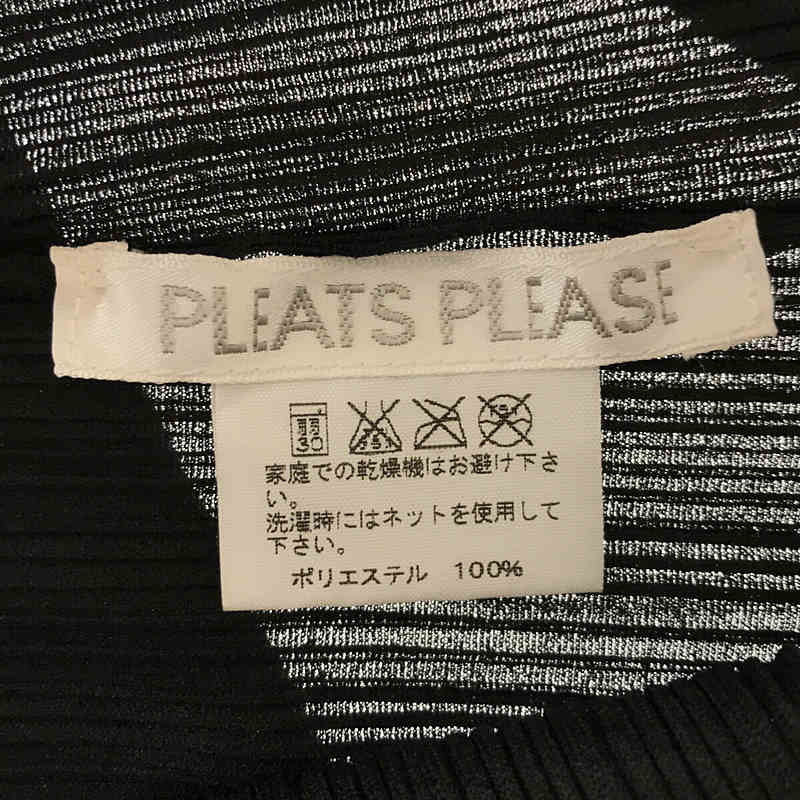 PLEATS PLEASE
弱
30
家庭での乾燥機はお避け下さ
い。
洗濯時にはネットを使用して
下さい。
ポリエステル 100%